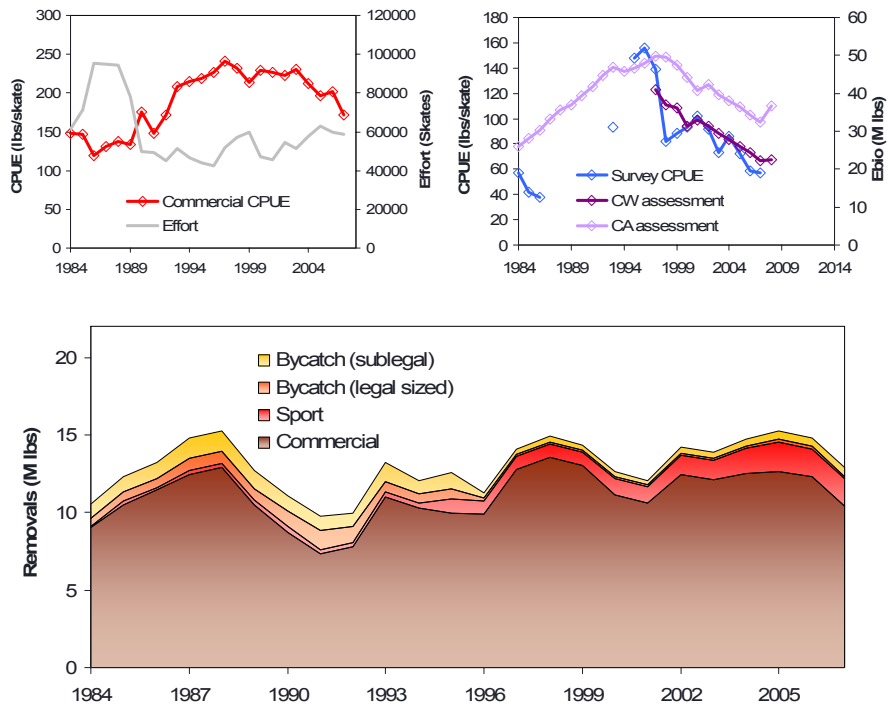 300
250
200
150
100
50
0
CPUE (lbs/skate)
120000
100000
80000
60000
40000
20000
0
Effort (Skates)
Commercial CPUE
Effort
1984 1989 1994 1999 2004
180
160
140
120
100
80
60
40
20
0
CPUE (lbs/skate)
60
50
40
30
20
10
0
Ebio (M lbs)
Survey CPUE
CW assessment
CA assessment
1984 1989 1994 1999 2004 2009 2014
20
15
10
5
0
Removals (M lbs)
Bycatch (sublegal)
Bycatch (legal sized)
Sport
Commercial
1984 1987 1990 1993 1996 1999 2002 2005